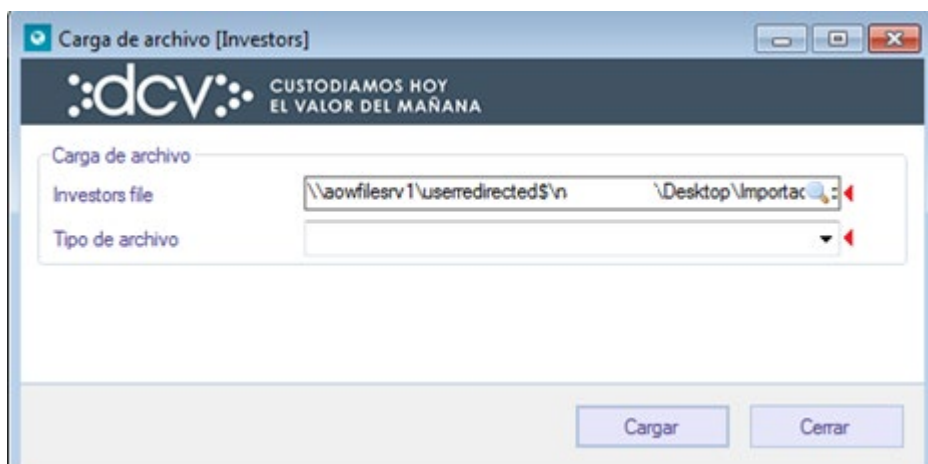 Carga de archivo [Investors]
dcv
CUSTODIAMOS HOY
EL VALOR DEL MAÑANA
Carga de archivo
Investors file
\\aowfilesrv1\userredirected$\n \Desktop\Importac
Tipo de archivo
Cargar
Cerrar